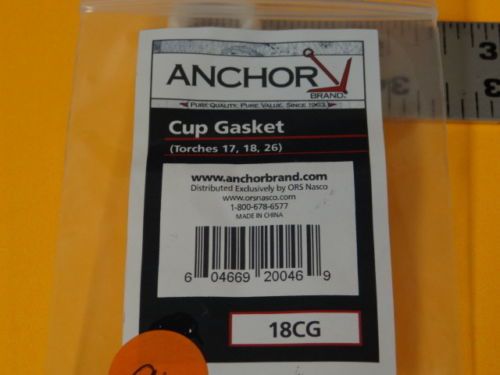 ANCHOR
BRAND
PURE QUALITY. PURE VALUE. SINCE 1963.
Cup Gasket
(Torches 17, 18, 26)
www.anchorbrand.com
Distributed Exclusively by ORS Nasco
www.orsnasco.com
1-800-678-6577
MADE IN CHINA
6 04669 20046 9
18CG
3
34
33